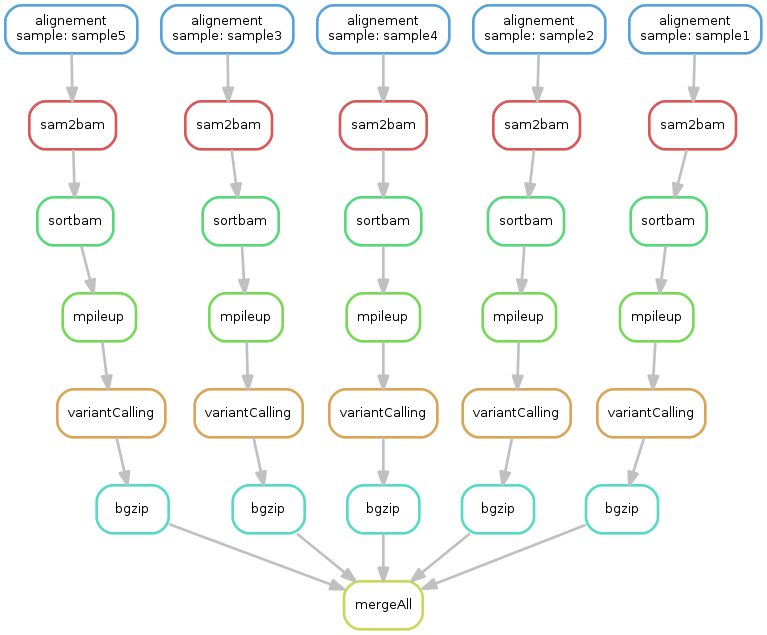 alignement
sample: sample5
alignement
sample: sample3
alignement
sample: sample4
alignement
sample: sample2
alignement
sample: sample1
sam2bam
sam2bam
sam2bam
sam2bam
sam2bam
sortbam
sortbam
sortbam
sortbam
sortbam
mpileup
mpileup
mpileup
mpileup
mpileup
variantCalling
variantCalling
variantCalling
variantCalling
variantCalling
bgzip
bgzip
bgzip
bgzip
bgzip
mergeAll